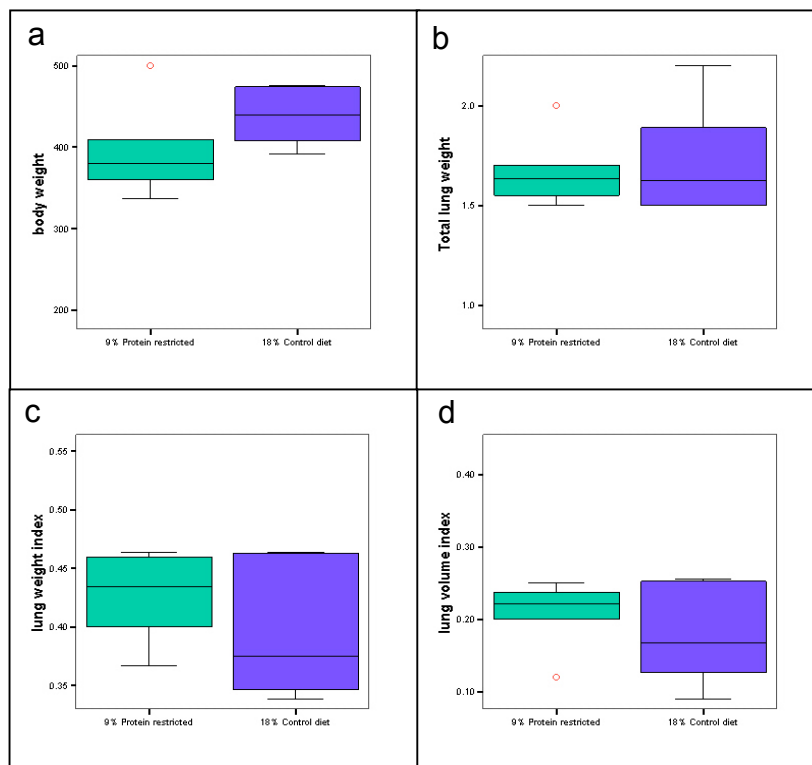 a
body weight
500
400
300
200
9% Protein restricted 18% Control diet
b
Total lung weight
2.0
1.5
1.0
9% Protein restricted 18% Control diet
c
lung weight index
0.55
0.50
0.45
0.40
0.35
9% Protein restricted 18% Control diet
d
lung volume index
0.40
0.30
0.20
0.10
9% Protein restricted 18% Control diet